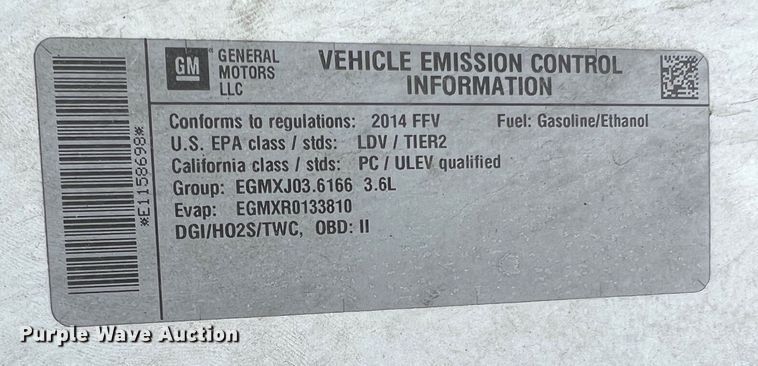 GM
GENERAL
MOTORS
LLC
VEHICLE EMISSION CONTROL
INFORMATION
Conforms to regulations: 2014 FFV Fuel: Gasoline/Ethanol
U.S. EPA class / stds: LDV / TIER2
California class / stds: PC / ULEV qualified
Group: EGMXJ03.6166 3.6L
Evap: EGMXR0133810
DGI/HO2S/TWC, OBD: II
*E1158698*
Purple Wave Auction